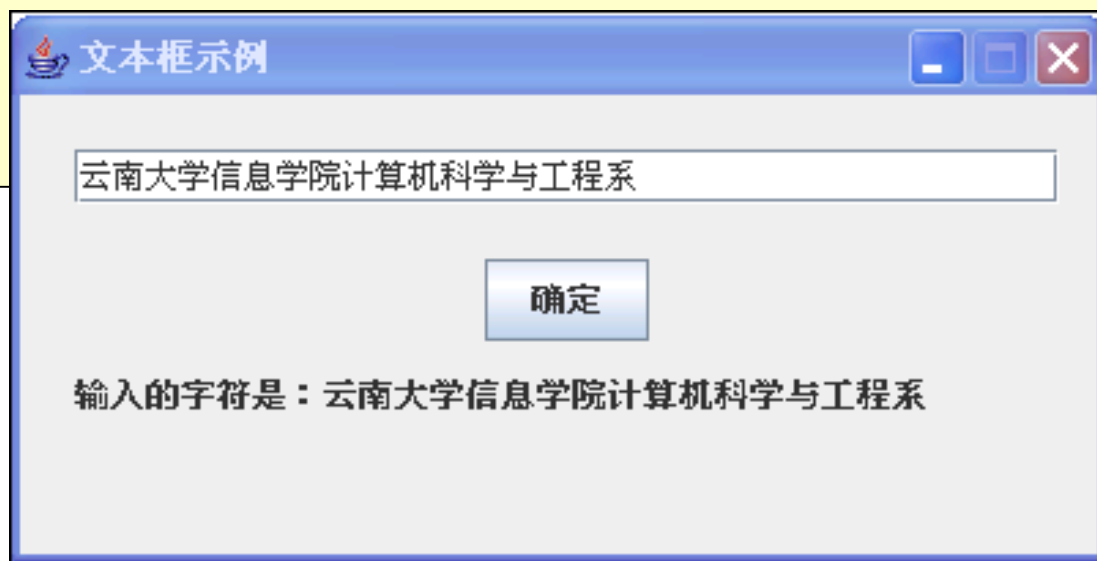 文本框示例
云南大学信息学院计算机科学与工程系
确定
输入的字符是：云南大学信息学院计算机科学与工程系